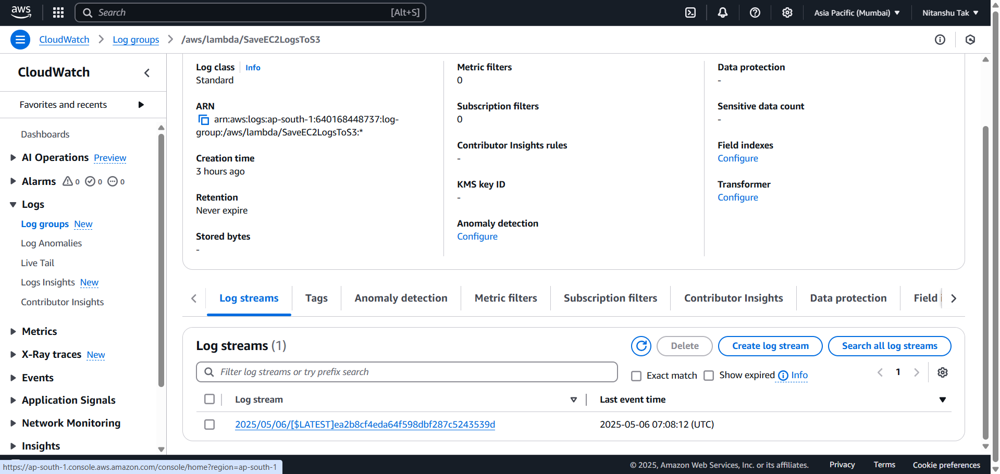 aws
Search [Alt+S]
Asia Pacific (Mumbai)
Nitanshu Tak
CloudWatch
Log groups
/aws/lambda/SaveEC2LogsToS3
CloudWatch
Favorites and recents
Dashboards
AI Operations Preview
Alarms 0 0 0
Logs
Log groups New
Log Anomalies
Live Tail
Logs Insights New
Contributor Insights
Metrics
X-Ray traces New
Events
Application Signals
Network Monitoring
Insights
Log class Info
Standard
ARN
arn:aws:logs:ap-south-1:640168448737:log-
group:/aws/lambda/SaveEC2LogsToS3:*
Creation time
3 hours ago
Retention
Never expire
Stored bytes
-
Metric filters
0
Subscription filters
0
Contributor Insights rules
-
KMS key ID
-
Anomaly detection
Configure
Data protection
-
Sensitive data count
-
Field indexes
Configure
Transformer
Configure
Log streams
Tags
Anomaly detection
Metric filters
Subscription filters
Contributor Insights
Data protection
Field i
Log streams (1)
Delete
Create log stream
Search all log streams
Filter log streams or try prefix search
Exact match
Show expired Info
1
Log stream
Last event time
2025/05/06/[$LATEST]ea2b8cf4eda64f598dbf287c5243539d
2025-05-06 07:08:12 (UTC)
https://ap-south-1.console.aws.amazon.com/console/home?region=ap-south-1
© 2025, Amazon Web Services, Inc. or its affiliates.
Privacy
Terms
Cookie preferences